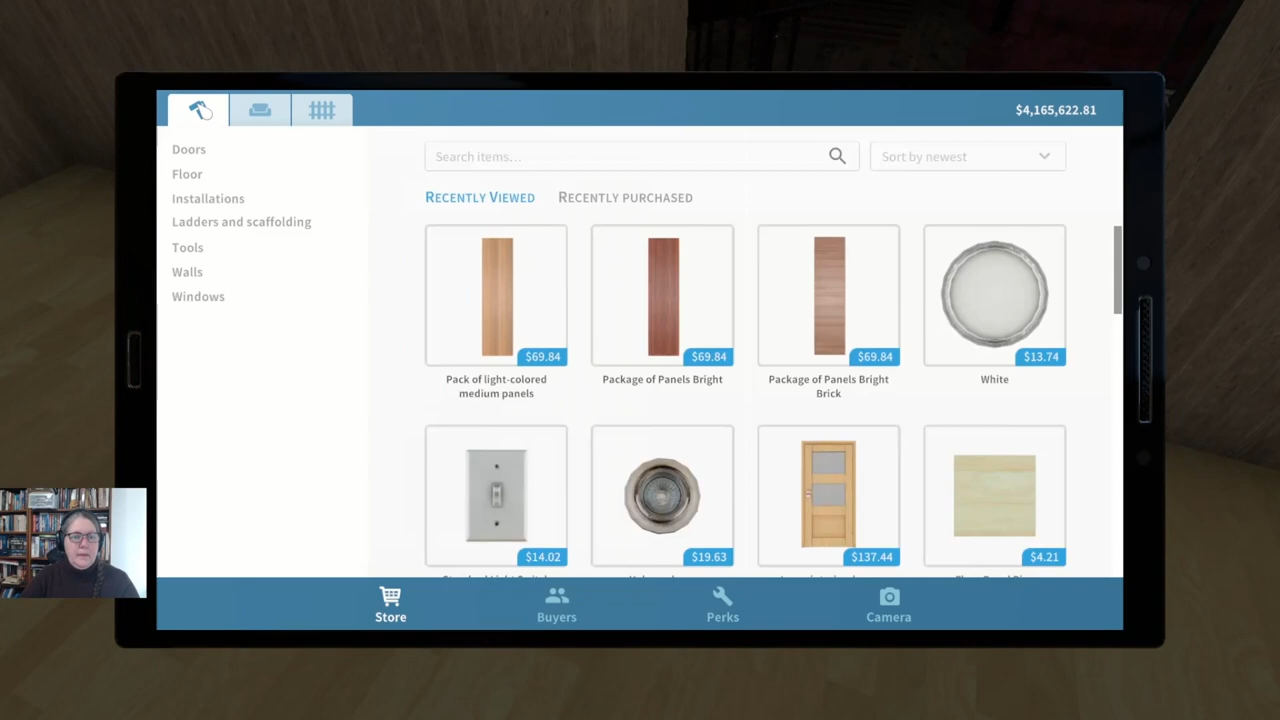 $4,165,622.81
Doors
Floor
Installations
Ladders and scaffolding
Tools
Walls
Windows
Search items...
Sort by newest
RECENTLY VIEWED
RECENTLY PURCHASED
$69.84
$69.84
$69.84
$13.74
Pack of light-colored
medium panels
Package of Panels Bright
Package of Panels Bright
Brick
White
$14.02
$19.63
$137.44
$4.21
Store
Buyers
Perks
Camera